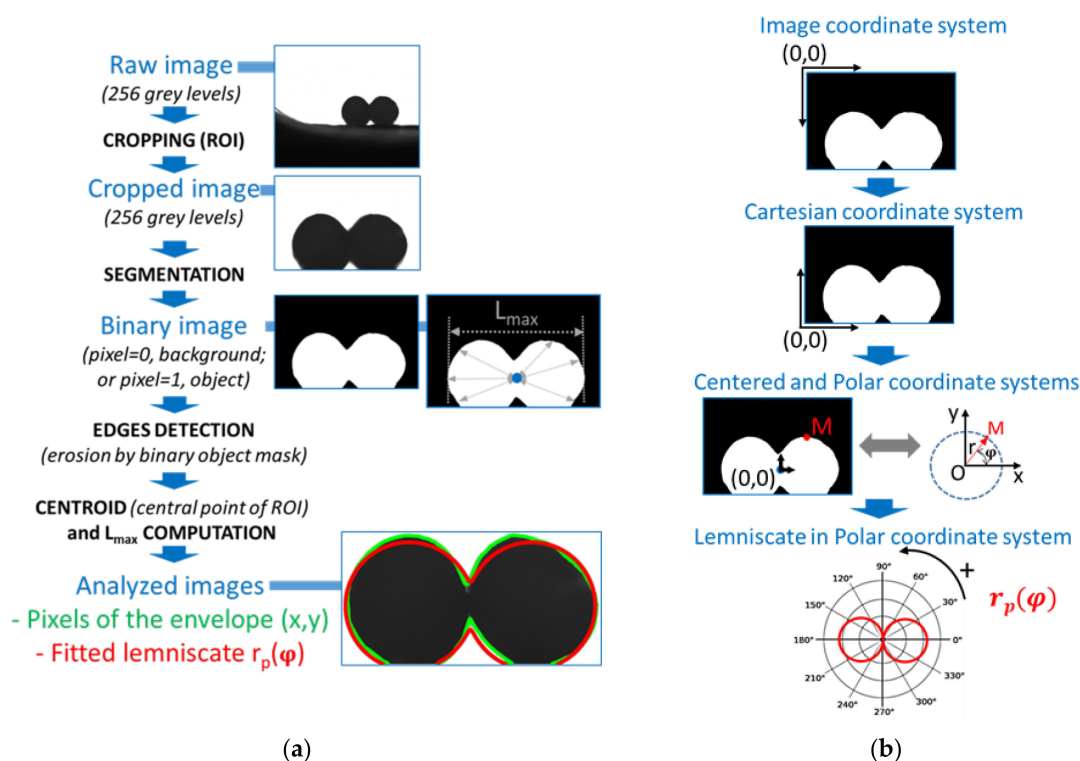 Raw image
(256 grey levels)
CROPPING (ROI)
Cropped image
(256 grey levels)
SEGMENTATION
Binary image
(pixel=0, background;
or pixel=1, object)
Lmax
EDGES DETECTION
(erosion by binary object mask)
CENTROID (central point of ROI)
and Lmax COMPUTATION
Analyzed images
- Pixels of the envelope (x,y)
- Fitted lemniscate rp(φ)
(a)
Image coordinate system
(0,0)
Cartesian coordinate system
(0,0)
Centered and Polar coordinate systems
M
(0,0)
y
M
r
φ
O
x
Lemniscate in Polar coordinate system
+
rp(φ)
90°
120°
60°
150°
30°
180°
0°
210°
330°
240°
300°
270°
(b)